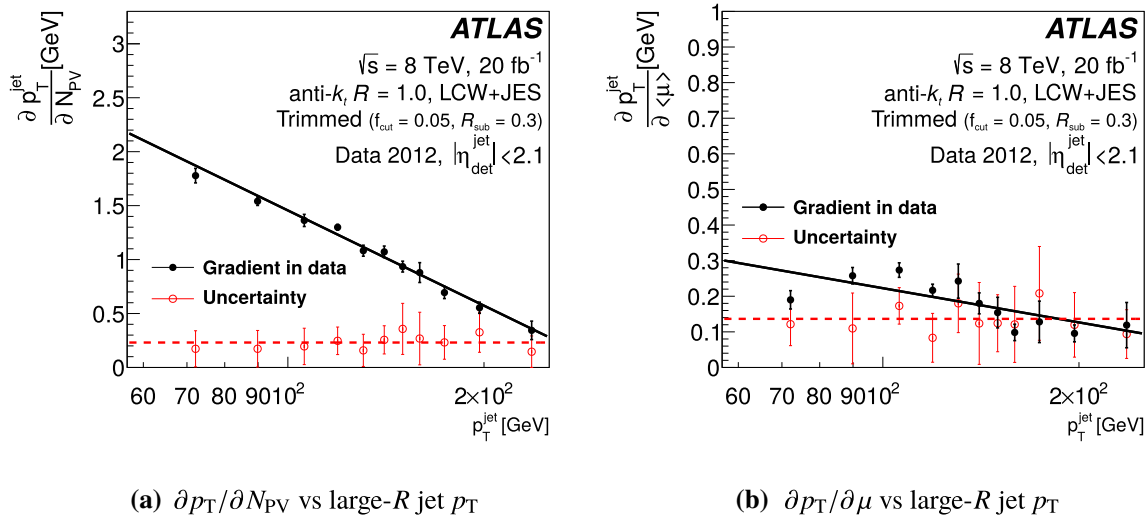 ∂ p_T^jet / ∂ N_PV [GeV]
ATLAS
√s = 8 TeV, 20 fb⁻¹
anti-k_t R = 1.0, LCW+JES
Trimmed (f_cut = 0.05, R_sub = 0.3)
Data 2012, |η_det^jet| <2.1
Gradient in data
Uncertainty
3
2.5
2
1.5
1
0.5
0
60 70 80 90 10² 2×10²
p_T^jet [GeV]
(a) ∂p_T/∂N_PV vs large-R jet p_T
∂ p_T^jet / ∂ <μ> [GeV]
ATLAS
√s = 8 TeV, 20 fb⁻¹
anti-k_t R = 1.0, LCW+JES
Trimmed (f_cut = 0.05, R_sub = 0.3)
Data 2012, |η_det^jet| <2.1
Gradient in data
Uncertainty
1
0.9
0.8
0.7
0.6
0.5
0.4
0.3
0.2
0.1
0
60 70 80 90 10² 2×10²
p_T^jet [GeV]
(b) ∂p_T/∂μ vs large-R jet p_T